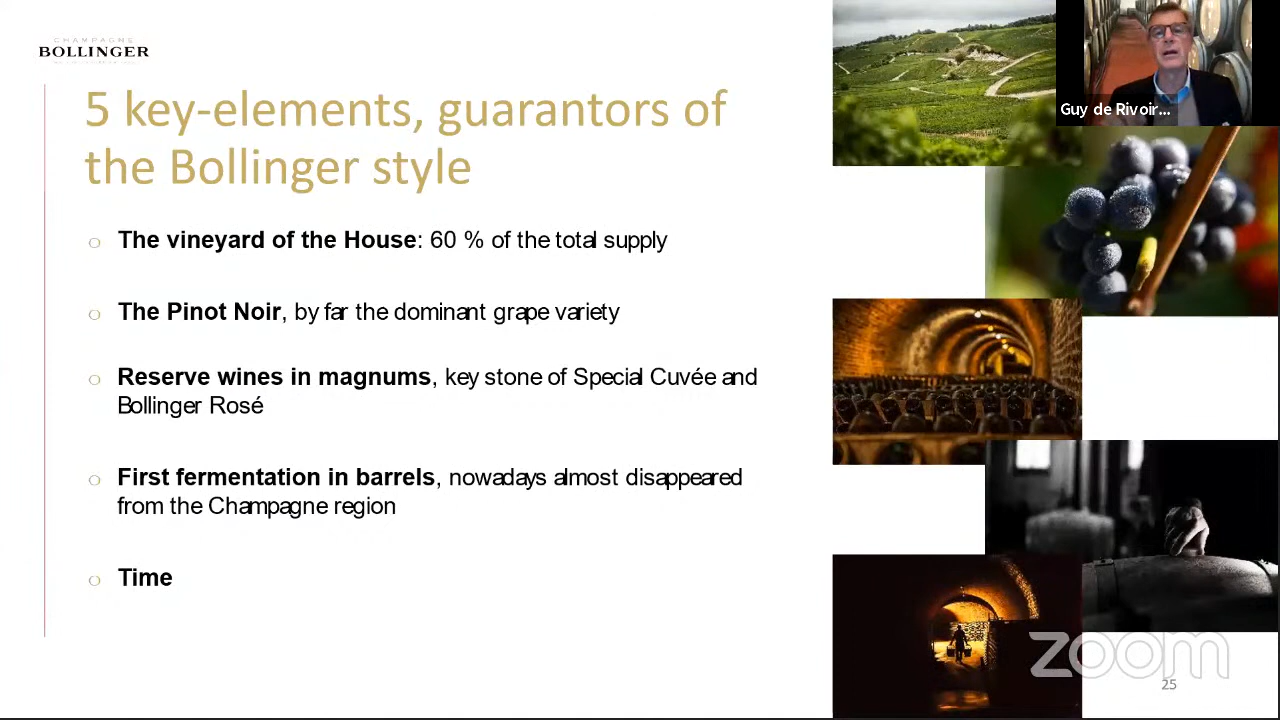 CHAMPAGNE
BOLLINGER
5 key-elements, guarantors of
the Bollinger style
The vineyard of the House: 60 % of the total supply
The Pinot Noir, by far the dominant grape variety
Reserve wines in magnums, key stone of Special Cuvée and
Bollinger Rosé
First fermentation in barrels, nowadays almost disappeared
from the Champagne region
Time
Guy de Rivoir...
zoom
25